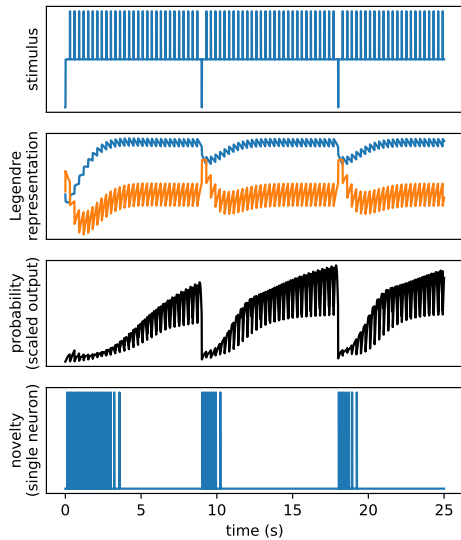 stimulus
Legendre
representation
probability
(scaled output)
novelty
(single neuron)
0 5 10 15 20 25
time (s)